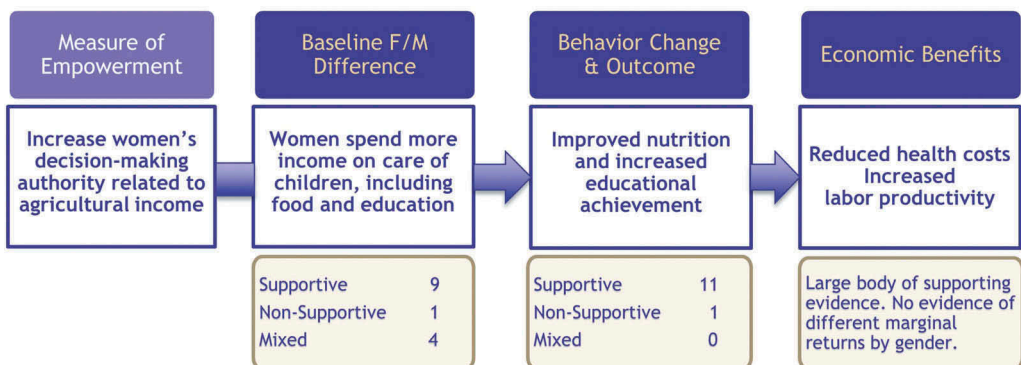 Measure of
Empowerment
Baseline F/M
Difference
Behavior Change
& Outcome
Economic Benefits
Increase women's
decision-making
authority related to
agricultural income
Women spend more
income on care of
children, including
food and education
Improved nutrition
and increased
educational
achievement
Reduced health costs
Increased
labor productivity
Supportive 9
Non-Supportive 1
Mixed 4
Supportive 11
Non-Supportive 1
Mixed 0
Large body of supporting
evidence. No evidence of
different marginal
returns by gender.